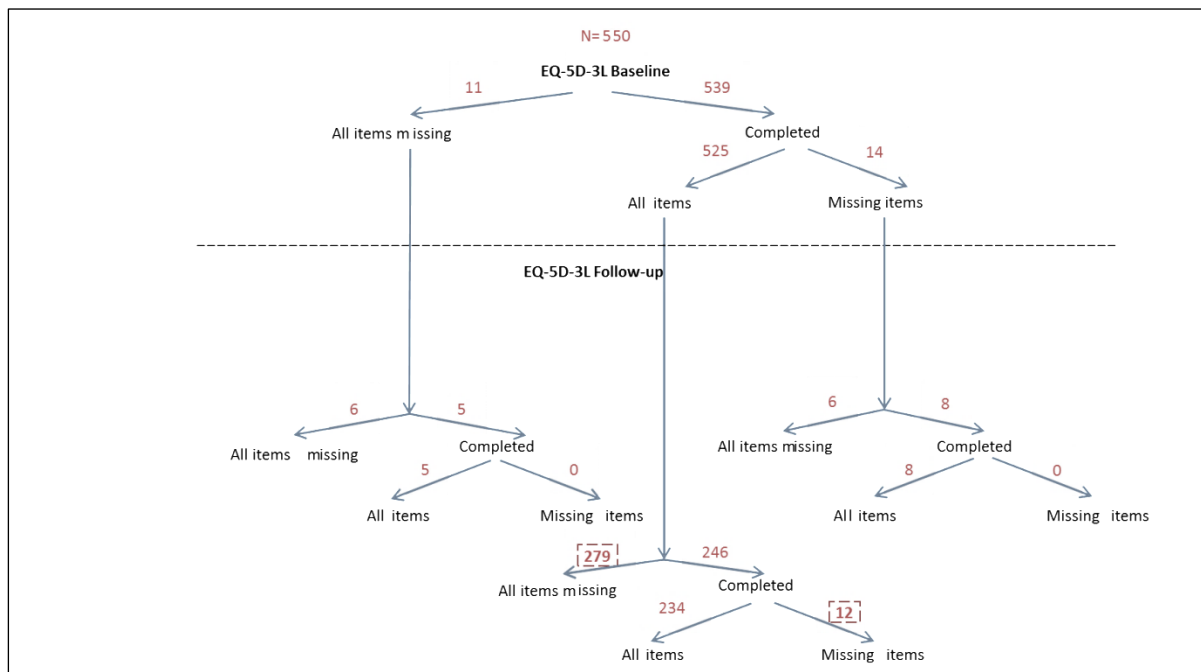 N=550
EQ-5D-3L Baseline
11
539
All items missing
Completed
525
14
All items
Missing items
EQ-5D-3L Follow-up
6
5
6
8
All items missing
Completed
All items missing
Completed
5
0
8
0
All items
Missing items
All items
Missing items
279
246
All items missing
Completed
234
12
All items
Missing items